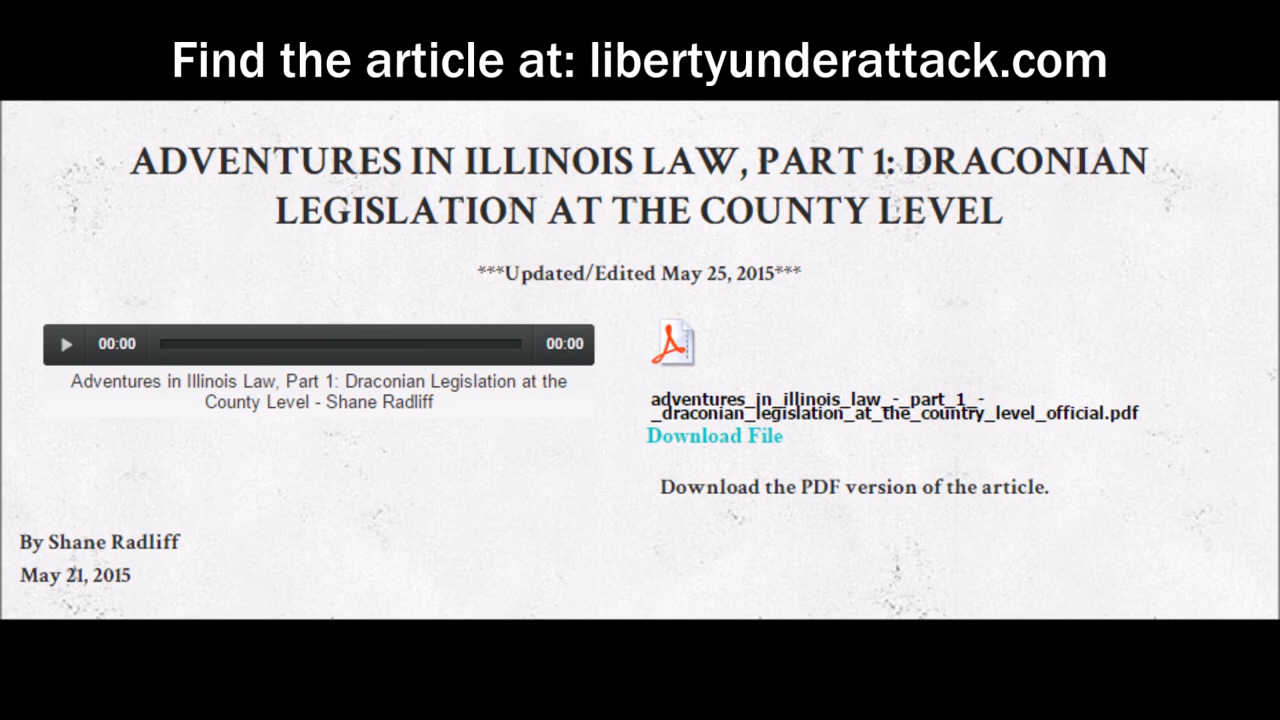 Find the article at: libertyunderattack.com
ADVENTURES IN ILLINOIS LAW, PART 1: DRACONIAN
LEGISLATION AT THE COUNTY LEVEL
***Updated/Edited May 25, 2015***
00:00 00:00
Adventures in Illinois Law, Part 1: Draconian Legislation at the
County Level - Shane Radliff
adventures_in_illinois_law_-_part_1_-
_draconian_legislation_at_the_country_level_official.pdf
Download File
Download the PDF version of the article.
By Shane Radliff
May 21, 2015